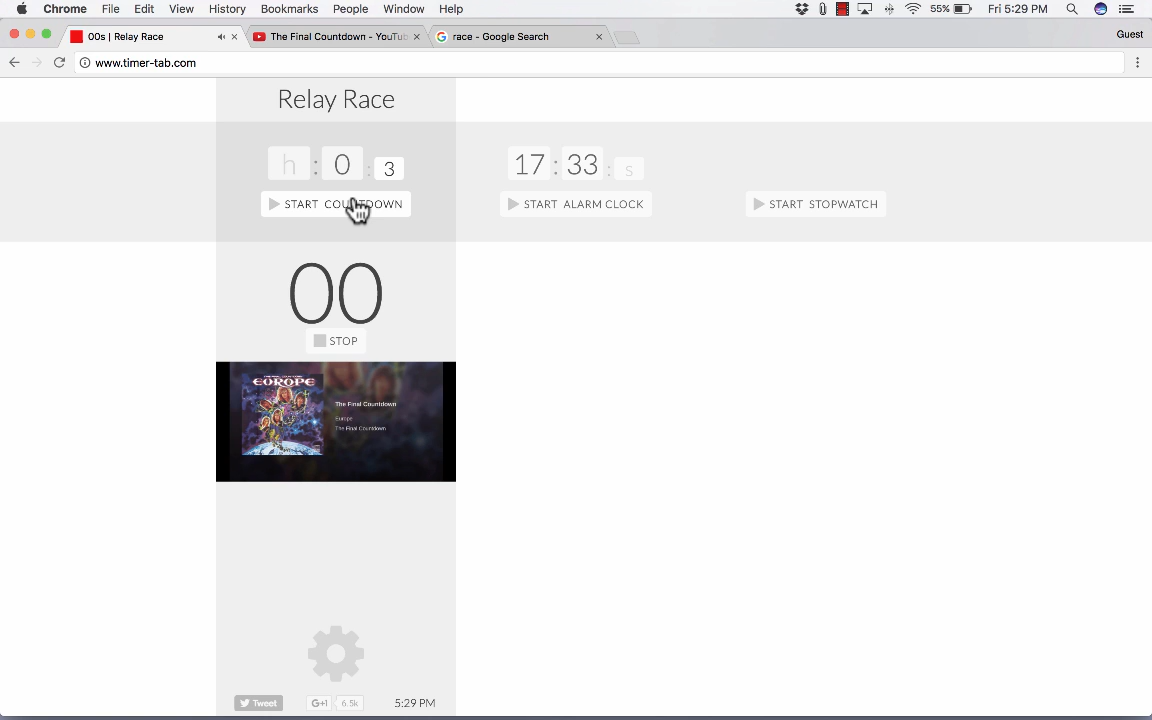 Chrome File Edit View History Bookmarks People Window Help 55% Fri 5:29 PM
00s | Relay Race
The Final Countdown - YouTub
race - Google Search
Guest
www.timer-tab.com
Relay Race
h : 0 : 3
17 : 33 : s
START COUNTDOWN
START ALARM CLOCK
START STOPWATCH
00
STOP
EUROPE
The Final Countdown
Europe
The Final Countdown
Tweet
G+1 6.5k
5:29 PM